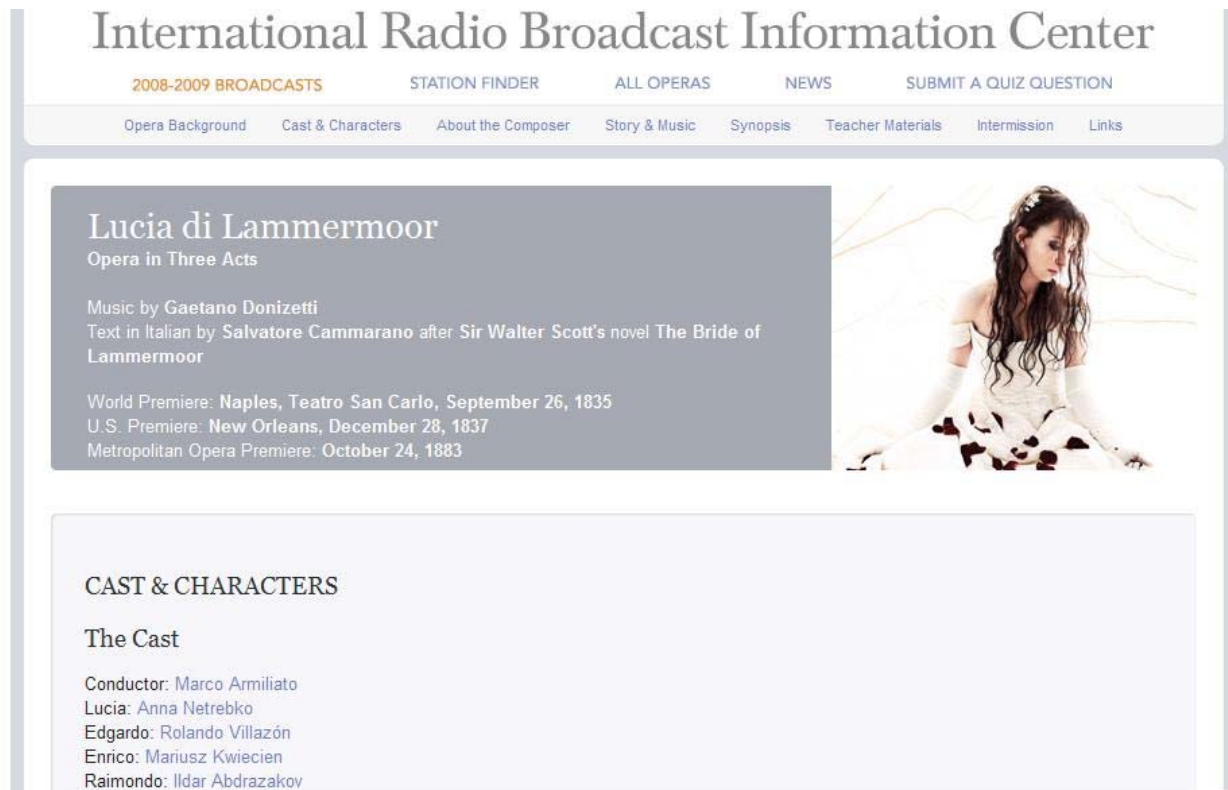 International Radio Broadcast Information Center
2008-2009 BROADCASTS STATION FINDER ALL OPERAS NEWS SUBMIT A QUIZ QUESTION
Opera Background Cast & Characters About the Composer Story & Music Synopsis Teacher Materials Intermission Links
Lucia di Lammermoor
Opera in Three Acts
Music by Gaetano Donizetti
Text in Italian by Salvatore Cammarano after Sir Walter Scott's novel The Bride of
Lammermoor
World Premiere: Naples, Teatro San Carlo, September 26, 1835
U.S. Premiere: New Orleans, December 28, 1837
Metropolitan Opera Premiere: October 24, 1883
CAST & CHARACTERS
The Cast
Conductor: Marco Armiliato
Lucia: Anna Netrebko
Edgardo: Rolando Villazón
Enrico: Mariusz Kwiecien
Raimondo: Ildar Abdrazakov